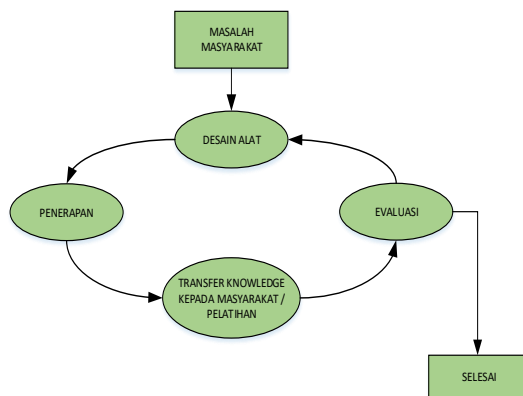 MASALAH
MASYARAKAT
DESAIN ALAT
PENERAPAN
EVALUASI
TRANSFER KNOWLEDGE
KEPADA MASYARAKAT /
PELATIHAN
SELESAI